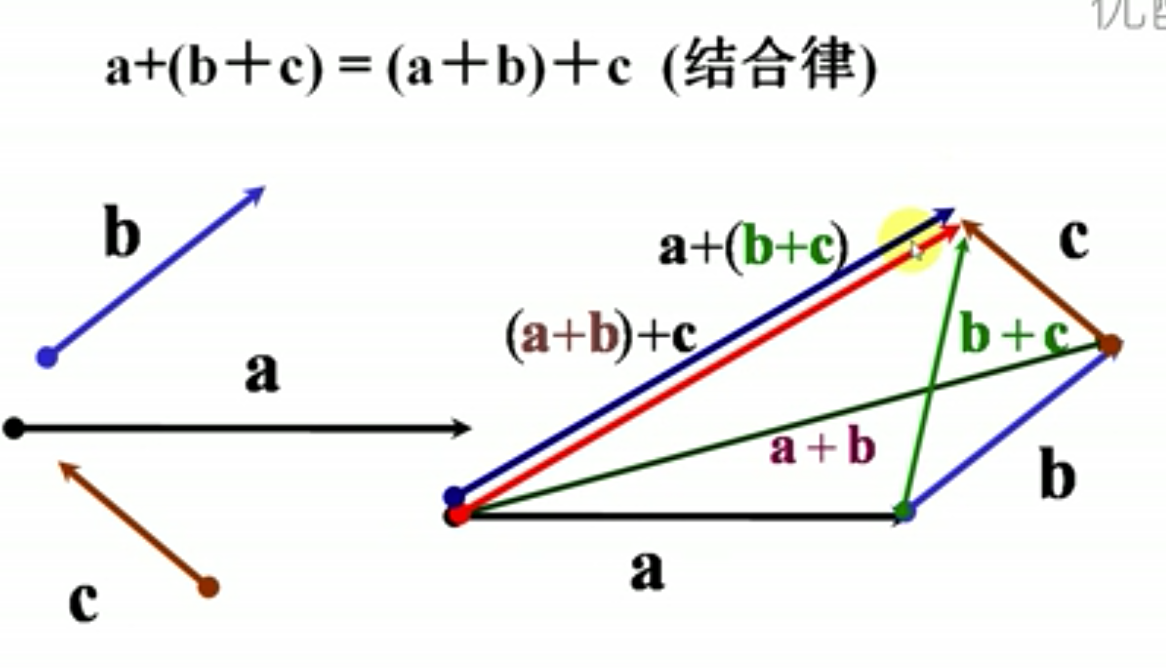 a+(b+c) = (a+b)+c (结合律)
b
a
c
a+(b+c)
(a+b)+c
c
b + c
a + b
b
a